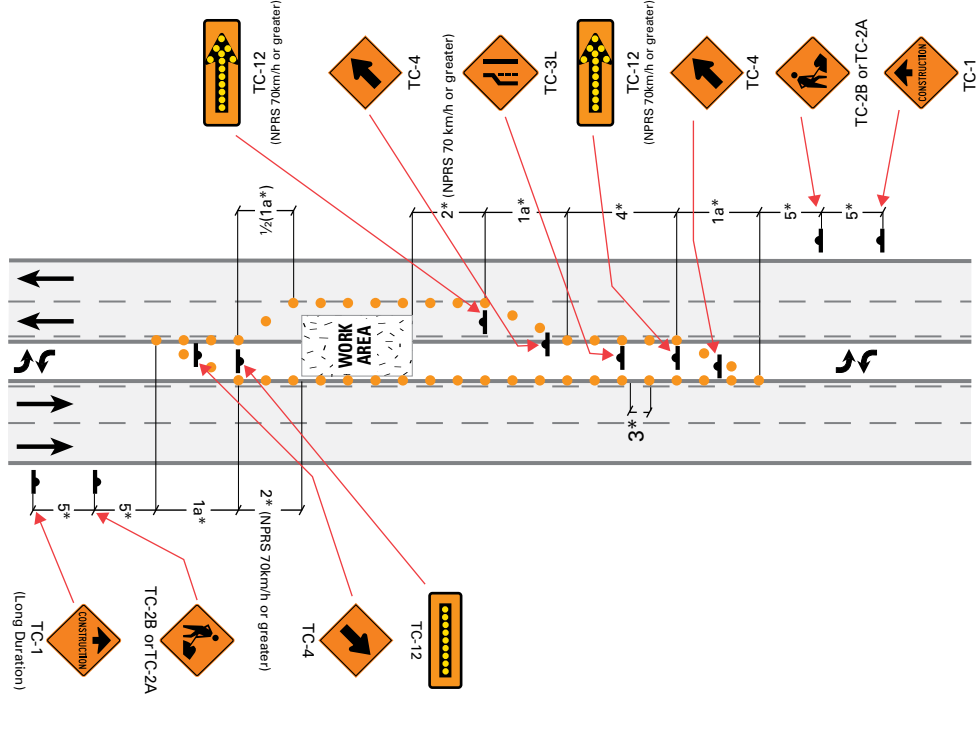 TC-12
(NPRS 70km/h or greater)
TC-4
TC-3L
TC-12
(NPRS 70km/h or greater)
TC-4
TC-2B or TC-2A
CONSTRUCTION
TC-1
½(1a*)
2* (NPRS 70 km/h or greater)
1a*
4*
1a*
5*
5*
WORK
AREA
3*
5*
5*
1a*
2* (NPRS 70km/h or greater)
CONSTRUCTION
TC-1
(Long Duration)
TC-2B or TC-2A
TC-4
TC-12